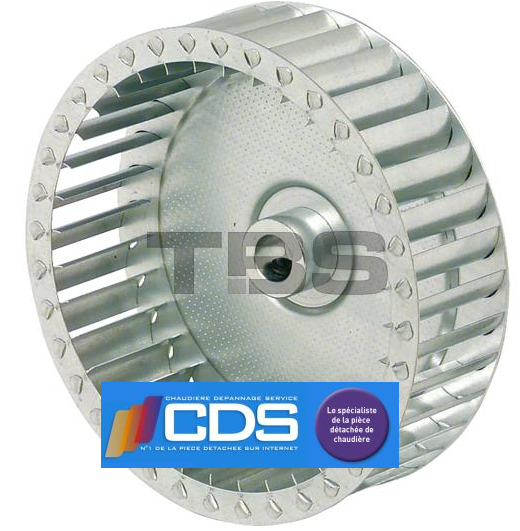 TBS
CHAUDIERE DEPANNAGE SERVICE
CDS
N°1 DE LA PIECE DETACHEE SUR INTERNET
Le spécialiste
de la pièce
détachée de
chaudière